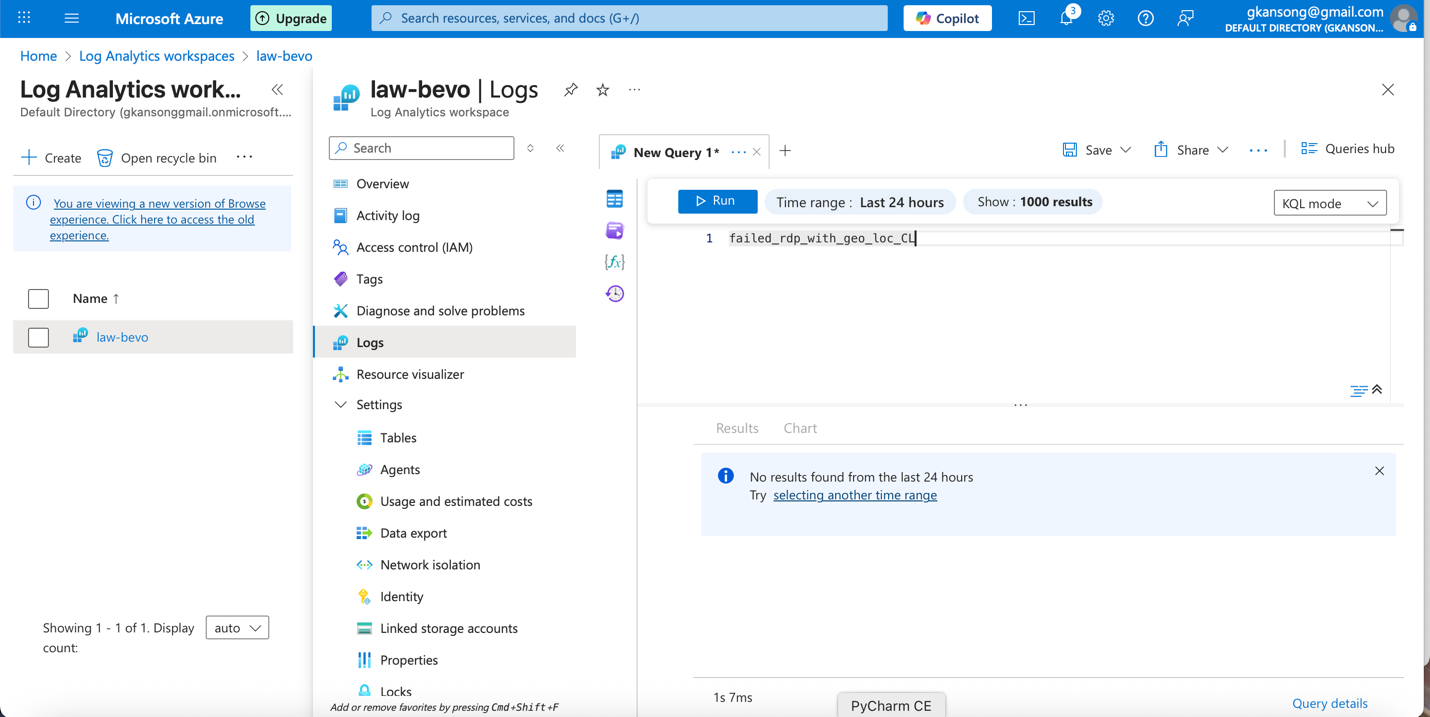 Microsoft Azure
Upgrade
Search resources, services, and docs (G+/)
Copilot
3
gkansong@gmail.com
DEFAULT DIRECTORY (GKANSON...
Home > Log Analytics workspaces > law-bevo
Log Analytics work...
Default Directory (gkansonggmail.onmicrosoft....
Create
Open recycle bin
...
You are viewing a new version of Browse
experience. Click here to access the old
experience.
Name ↑
law-bevo
Showing 1 - 1 of 1. Display
count:
auto
law-bevo | Logs
...
Log Analytics workspace
Search
Overview
Activity log
Access control (IAM)
Tags
Diagnose and solve problems
Logs
Resource visualizer
Settings
Tables
Agents
Usage and estimated costs
Data export
Network isolation
Identity
Linked storage accounts
Properties
Locks
Add or remove favorites by pressing Cmd+Shift+F
New Query 1*
...
Save
Share
...
Queries hub
Run
Time range : Last 24 hours
Show : 1000 results
KQL mode
{fx}
1 failed_rdp_with_geo_loc_CL
...
Results
Chart
No results found from the last 24 hours
Try selecting another time range
1s 7ms
PyCharm CE
Query details